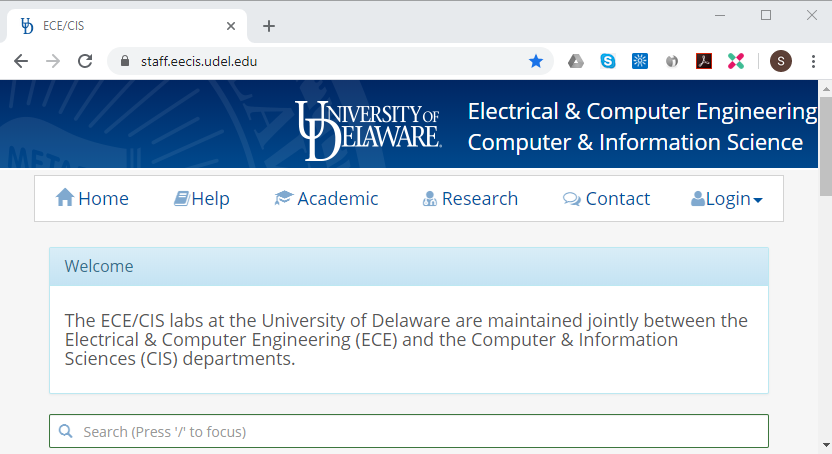 ECE/CIS
staff.eecis.udel.edu
S
UNIVERSITY OF
DELAWARE
Electrical & Computer Engineering
Computer & Information Science
Home Help Academic Research Contact Login
Welcome
The ECE/CIS labs at the University of Delaware are maintained jointly between the
Electrical & Computer Engineering (ECE) and the Computer & Information
Sciences (CIS) departments.
Search (Press '/' to focus)